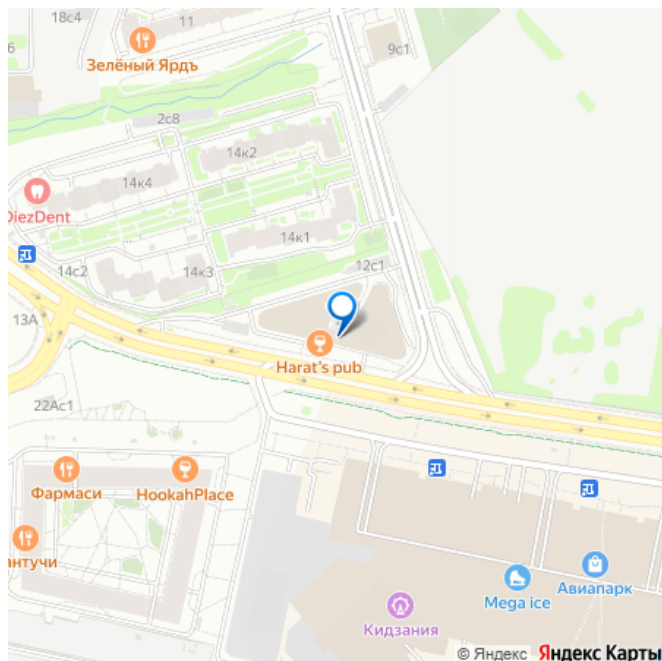 18с4
11
9с1
6
Зелёный Ярдъ
2с8
14к2
14к4
DiezDent
14к1
14с2
14к3
12с1
13А
Harat's pub
22Ас1
Фармаси
HookahPlace
антучи
Авиапарк
Mega ice
Кидзания
© Яндекс Яндекс Карты